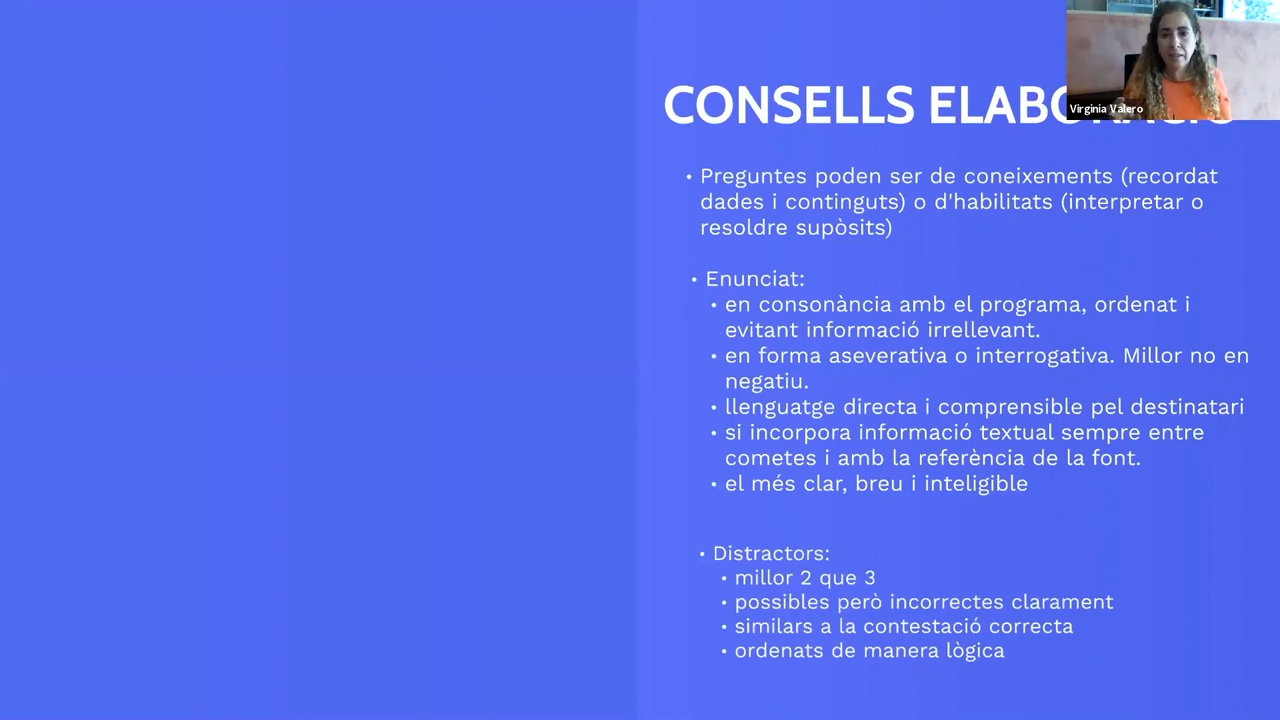 CONSELLS
• Preguntes poden ser de coneixements (recordat
dades i continguts) o d'habilitats (interpretar o
resoldre supòsits)
• Enunciat:
• en consonància amb el programa, ordenat i
evitant informació irrellevant.
• en forma aseverativa o interrogativa. Millor no en
negatiu.
• llenguatge directa i comprensible pel destinatari
• si incorpora informació textual sempre entre
cometes i amb la referència de la font.
• el més clar, breu i inteligible
• Distractors:
• millor 2 que 3
• possibles però incorrectes clarament
• similars a la contestació correcta
• ordenats de manera lògica
Virginia Valero